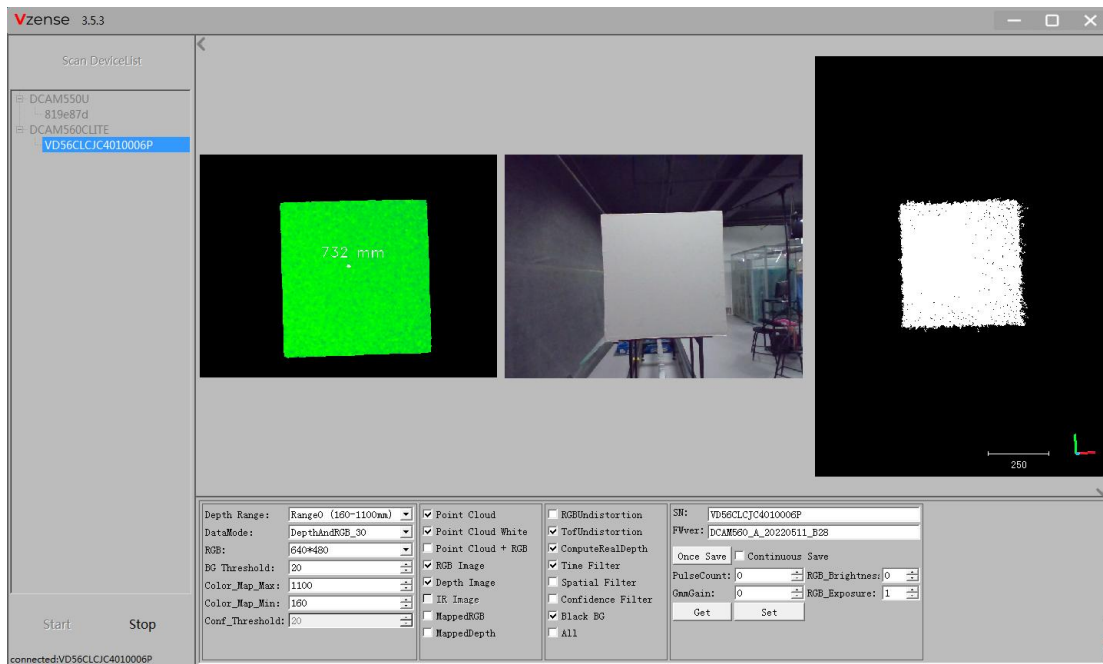 Vzense 3.5.3
Scan DeviceList
DCAM550U
819e87d
DCAM560CLITE
VD56CLCJC4010006P
732 mm
250
Depth Range: Range0 (160-1100mm)
DataMode: DepthAndRGB_30
RGB: 640*480
BG Threshold: 20
Color_Map_Max: 1100
Color_Map_Min: 160
Conf_Threshold: 20
Point Cloud
Point Cloud White
Point Cloud + RGB
RGB Image
Depth Image
IR Image
MappedRGB
MappedDepth
RGBUndistortion
TofUndistortion
ComputeRealDepth
Time Filter
Spatial Filter
Confidence Filter
Black BG
All
SN: VD56CLCJC4010006P
FWver: DCAM560_A_20220511_B28
Once Save Continuous Save
PulseCount: 0 RGB_Brightnes: 0
GmmGain: 0 RGB_Exposure: 1
Get Set
Start Stop
connected:VD56CLCJC4010006P